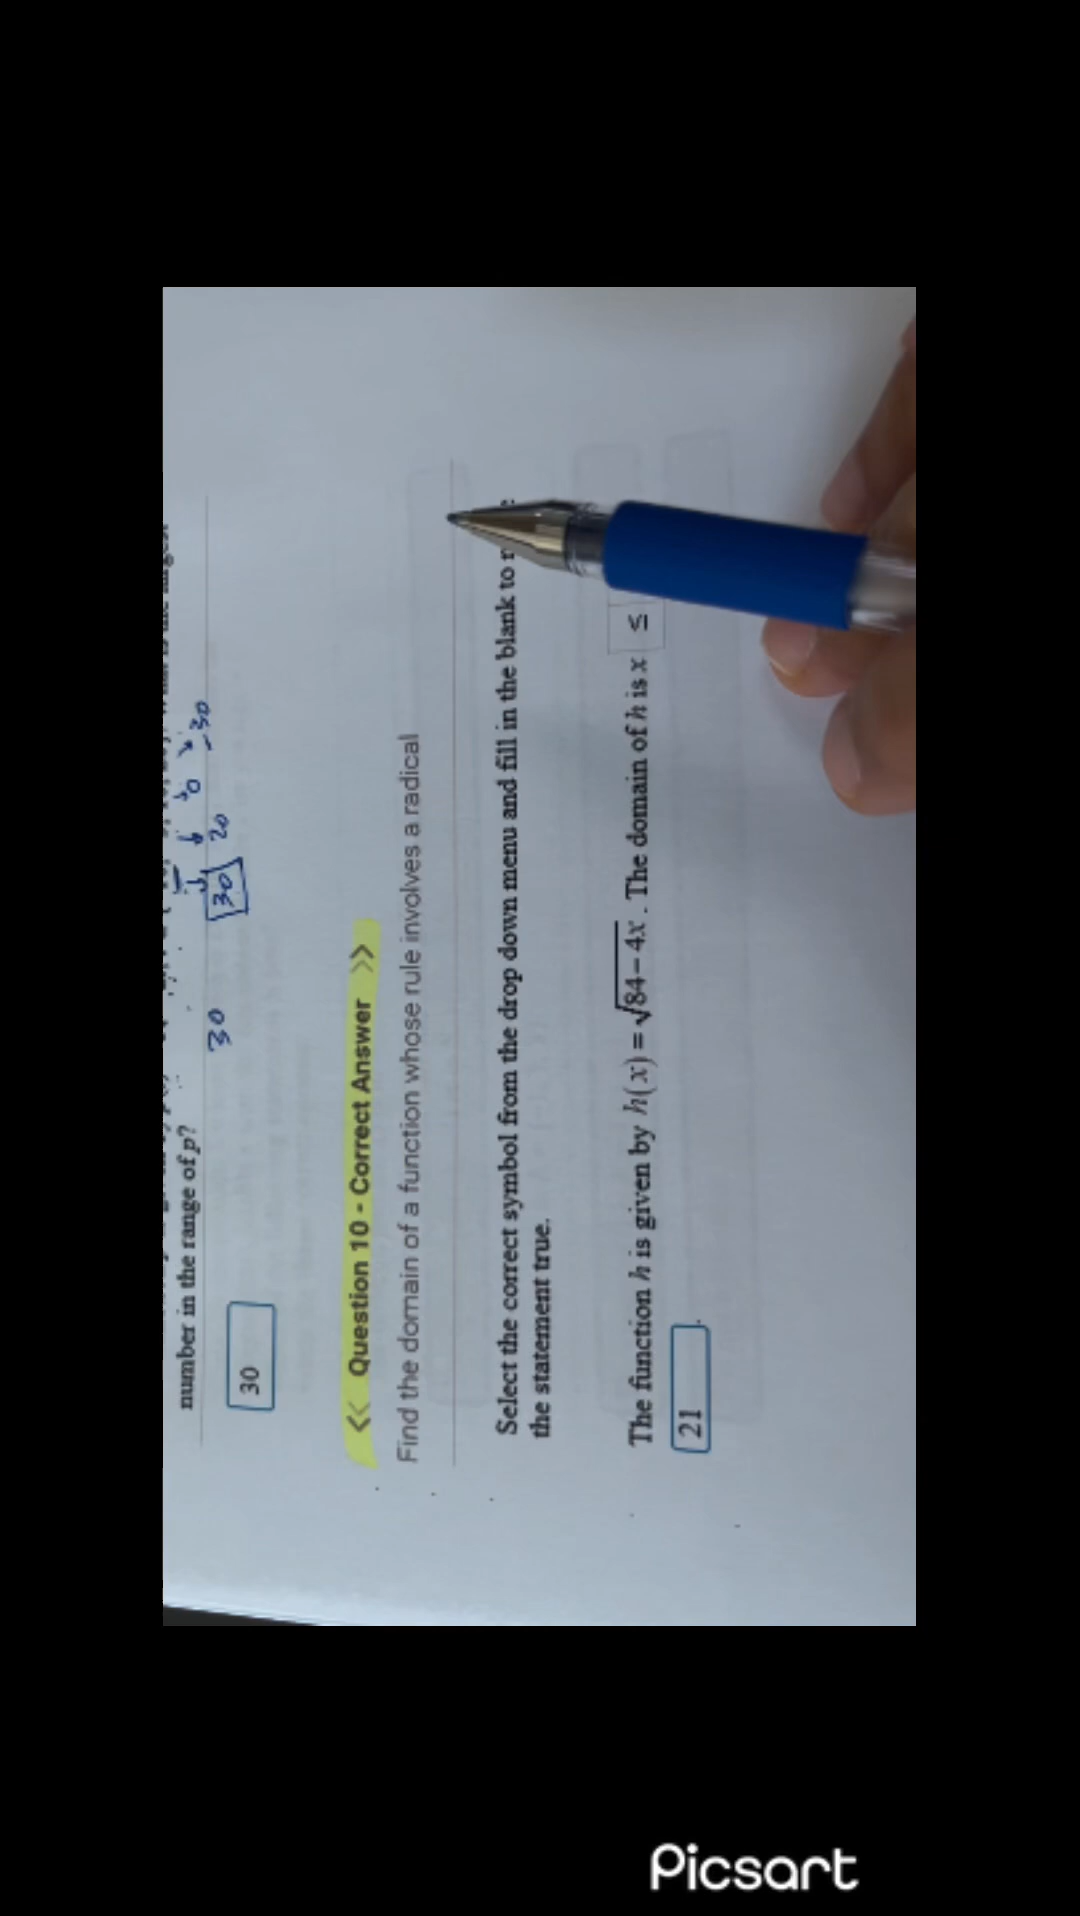 number in the range of p?
30
30
20
-30
30
<< Question 10 - Correct Answer >>
Find the domain of a function whose rule involves a radical
Select the correct symbol from the drop down menu and fill in the blank to
the statement true.
The function h is given by h(x) = √84 – 4x . The domain of h is x ≤
21 .
Picsart